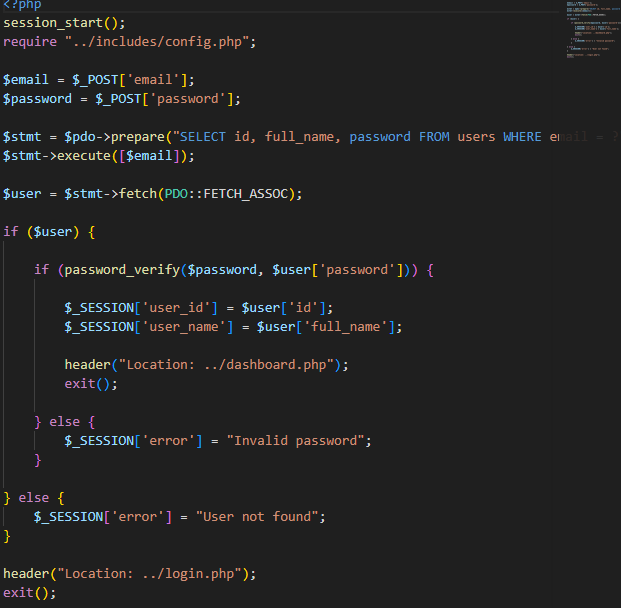 <?php
session_start();
require "../includes/config.php";
$email = $_POST['email'];
$password = $_POST['password'];
$stmt = $pdo->prepare("SELECT id, full_name, password FROM users WHERE email = ?
$stmt->execute([$email]);
$user = $stmt->fetch(PDO::FETCH_ASSOC);
if ($user) {
if (password_verify($password, $user['password'])) {
$_SESSION['user_id'] = $user['id'];
$_SESSION['user_name'] = $user['full_name'];
header("Location: ../dashboard.php");
exit();
} else {
$_SESSION['error'] = "Invalid password";
}
} else {
$_SESSION['error'] = "User not found";
}
header("Location: ../login.php");
exit();